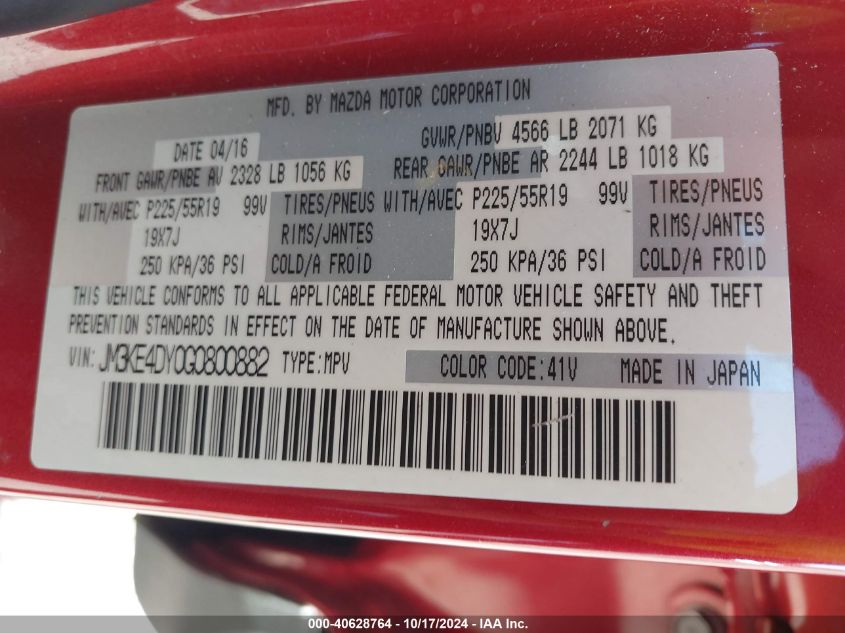 MFD. BY MAZDA MOTOR CORPORATION
DATE 04/16 GVWR/PNBV 4566 LB 2071 KG
FRONT GAWR/PNBE AV 2328 LB 1056 KG REAR GAWR/PNBE AR 2244 LB 1018 KG
WITH/AVEC P225/55R19 99V TIRES/PNEUS WITH/AVEC P225/55R19 99V TIRES/PNEUS
19X7J RIMS/JANTES 19X7J RIMS/JANTES
250 KPA/36 PSI COLD/A FROID 250 KPA/36 PSI COLD/A FROID
THIS VEHICLE CONFORMS TO ALL APPLICABLE FEDERAL MOTOR VEHICLE SAFETY AND THEFT
PREVENTION STANDARDS IN EFFECT ON THE DATE OF MANUFACTURE SHOWN ABOVE.
VIN: JM3KE4DY0G0800882 TYPE:MPV COLOR CODE:41V MADE IN JAPAN
000-40628764 - 10/17/2024 - IAA Inc.